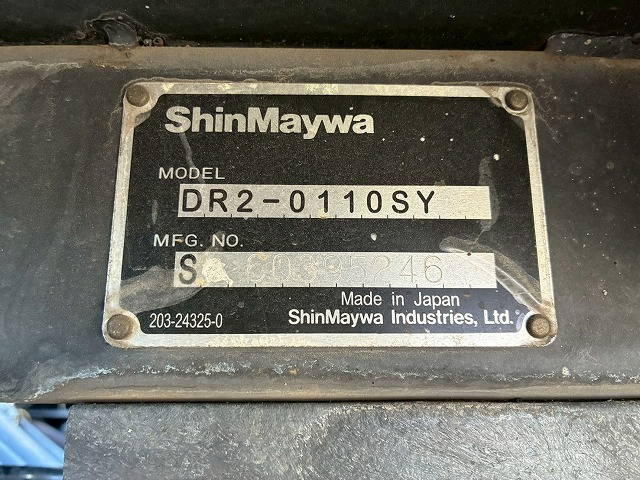 ShinMaywa
MODEL
DR2-0110SY
MFG. NO.
S
Made in Japan
203-24325-0
ShinMaywa Industries, Ltd.